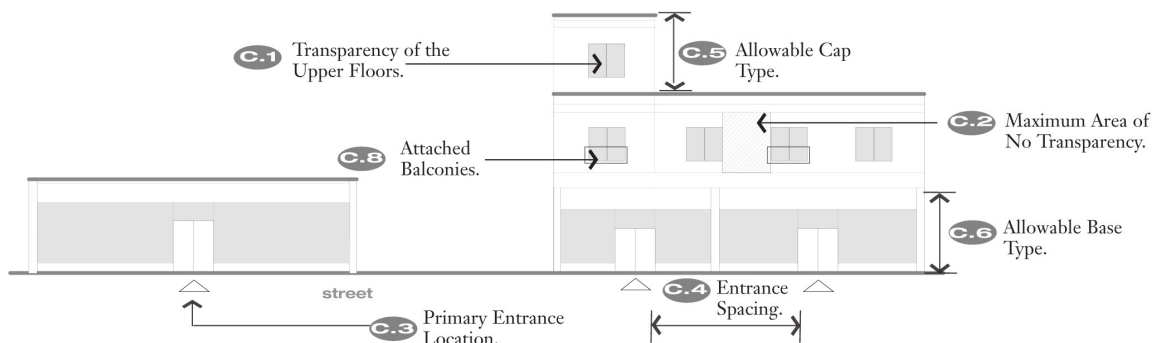 C.1 Transparency of the
Upper Floors.
C.5 Allowable Cap
Type.
C.2 Maximum Area of
No Transparency.
C.8 Attached
Balconies.
C.6 Allowable Base
Type.
street
C.4 Entrance
Spacing.
C.3 Primary Entrance
Location.